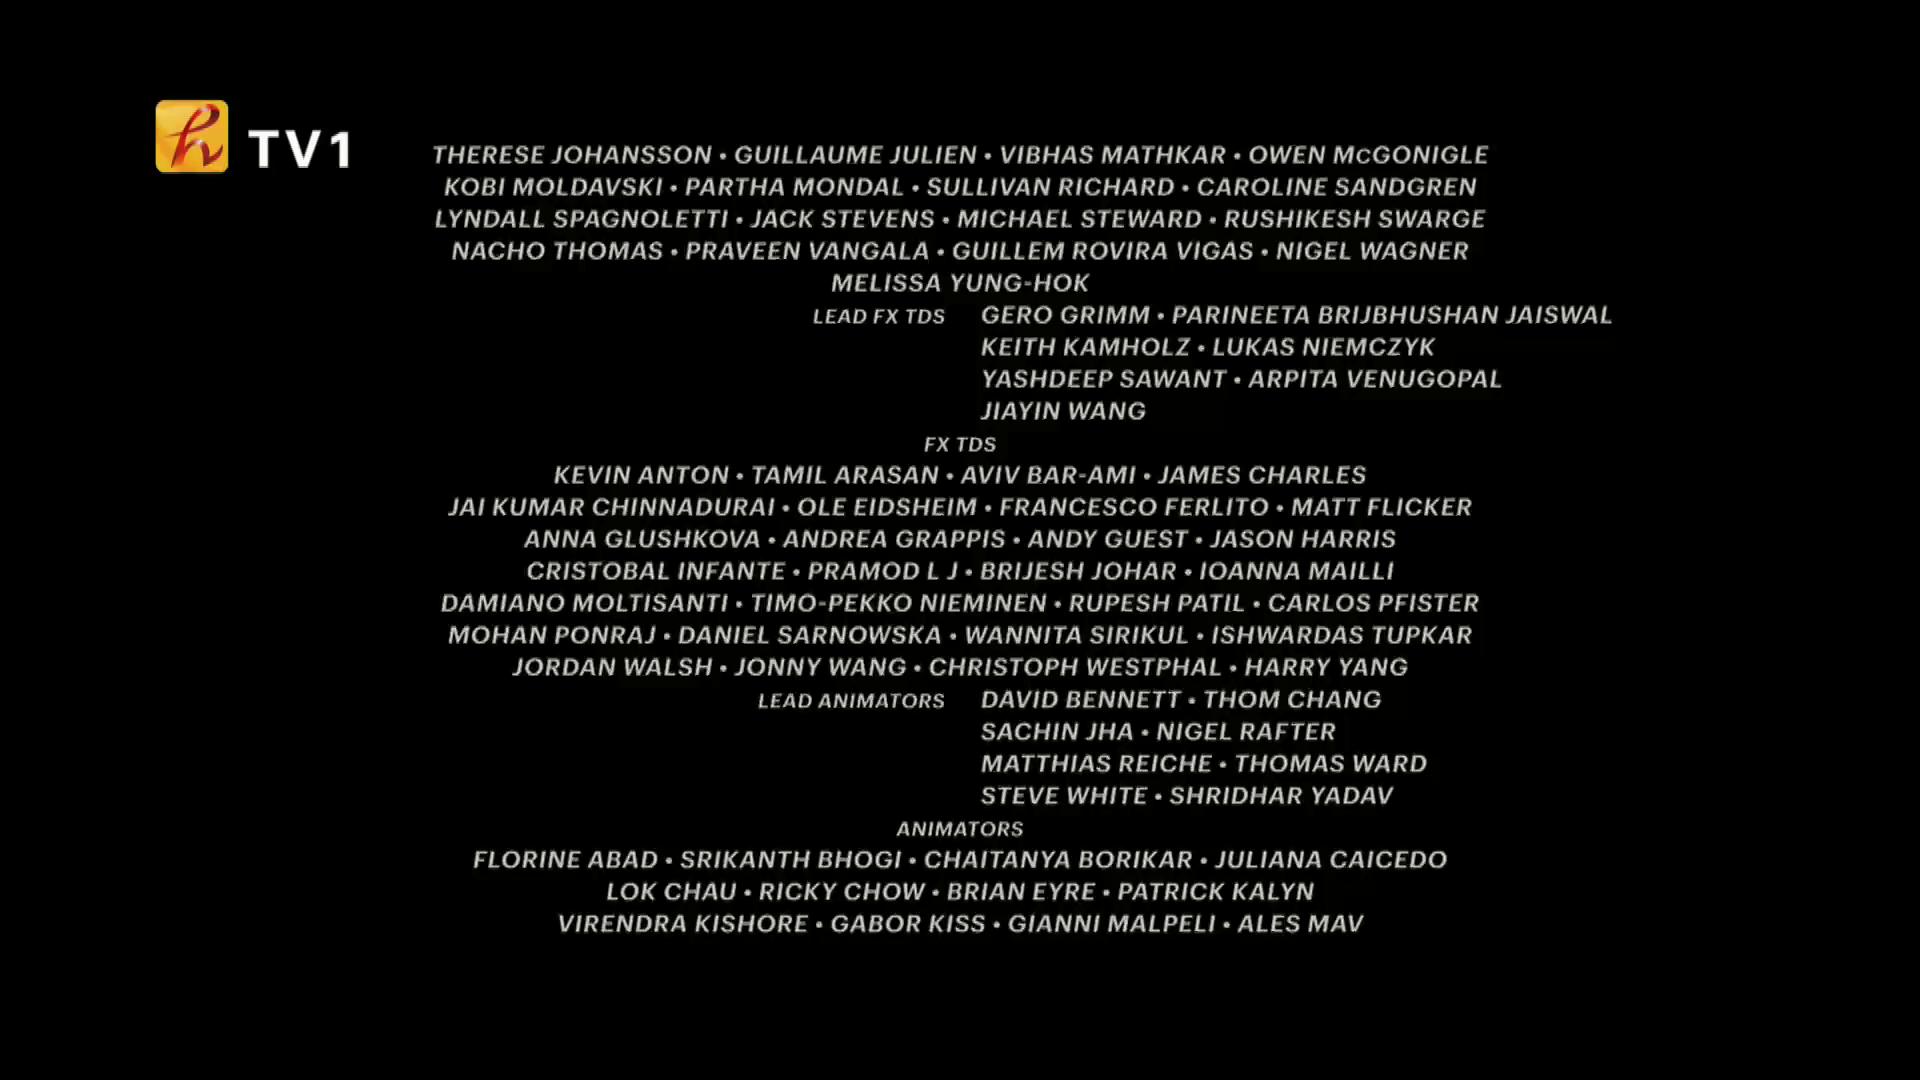 h TV1
THERESE JOHANSSON • GUILLAUME JULIEN • VIBHAS MATHKAR • OWEN McGONIGLE
KOBI MOLDAVSKI • PARTHA MONDAL • SULLIVAN RICHARD • CAROLINE SANDGREN
LYNDALL SPAGNOLETTI • JACK STEVENS • MICHAEL STEWARD • RUSHIKESH SWARGE
NACHO THOMAS • PRAVEEN VANGALA • GUILLEM ROVIRA VIGAS • NIGEL WAGNER
MELISSA YUNG-HOK
LEAD FX TDS GERO GRIMM • PARINEETA BRIJBHUSHAN JAISWAL
KEITH KAMHOLZ • LUKAS NIEMCZYK
YASHDEEP SAWANT • ARPITA VENUGOPAL
JIAYIN WANG
FX TDS
KEVIN ANTON • TAMIL ARASAN • AVIV BAR-AMI • JAMES CHARLES
JAI KUMAR CHINNADURAI • OLE EIDSHEIM • FRANCESCO FERLITO • MATT FLICKER
ANNA GLUSHKOVA • ANDREA GRAPPIS • ANDY GUEST • JASON HARRIS
CRISTOBAL INFANTE • PRAMOD L J • BRIJESH JOHAR • IOANNA MAILLI
DAMIANO MOLTISANTI • TIMO-PEKKO NIEMINEN • RUPESH PATIL • CARLOS PFISTER
MOHAN PONRAJ • DANIEL SARNOWSKA • WANNITA SIRIKUL • ISHWARDAS TUPKAR
JORDAN WALSH • JONNY WANG • CHRISTOPH WESTPHAL • HARRY YANG
LEAD ANIMATORS DAVID BENNETT • THOM CHANG
SACHIN JHA • NIGEL RAFTER
MATTHIAS REICHE • THOMAS WARD
STEVE WHITE • SHRIDHAR YADAV
ANIMATORS
FLORINE ABAD • SRIKANTH BHOGI • CHAITANYA BORIKAR • JULIANA CAICEDO
LOK CHAU • RICKY CHOW • BRIAN EYRE • PATRICK KALYN
VIRENDRA KISHORE • GABOR KISS • GIANNI MALPELI • ALES MAV